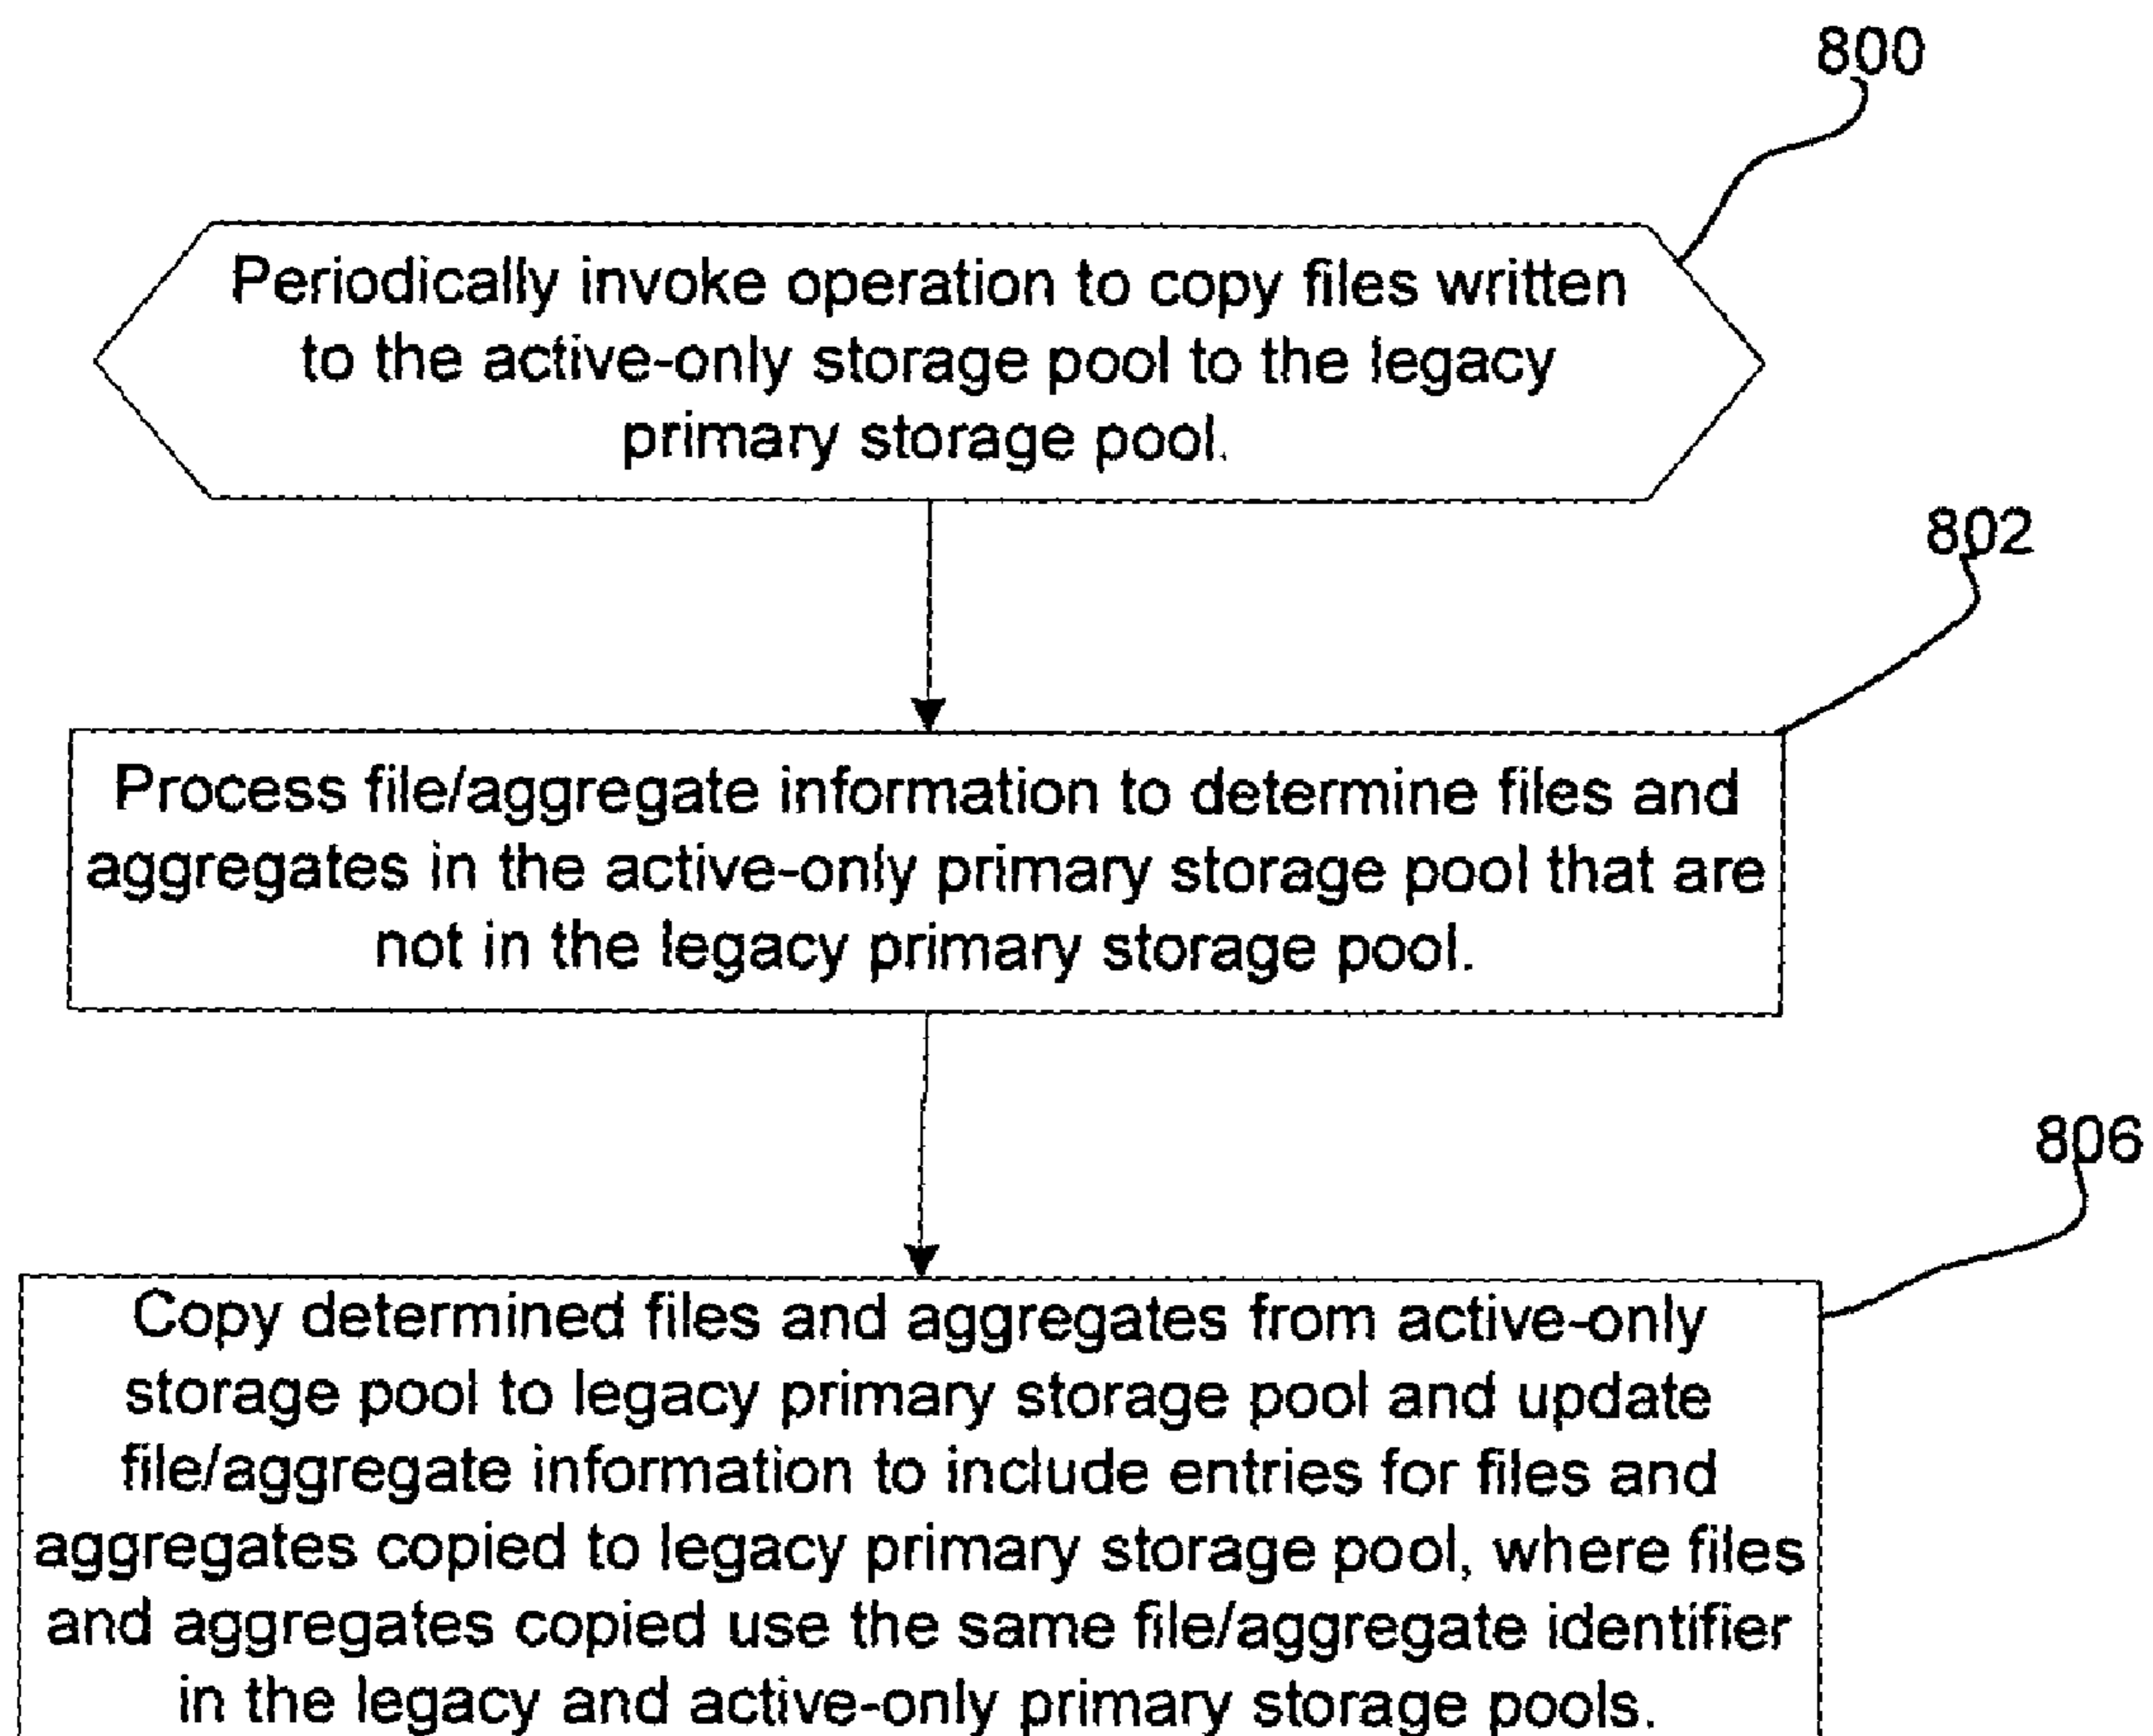 800
Periodically invoke operation to copy files written
to the active-only storage pool to the legacy
primary storage pool.
802
Process file/aggregate information to determine files and
aggregates in the active-only primary storage pool that are
not in the legacy primary storage pool.
806
Copy determined files and aggregates from active-only
storage pool to legacy primary storage pool and update
file/aggregate information to include entries for files and
aggregates copied to legacy primary storage pool, where files
and aggregates copied use the same file/aggregate identifier
in the legacy and active-only primary storage pools.